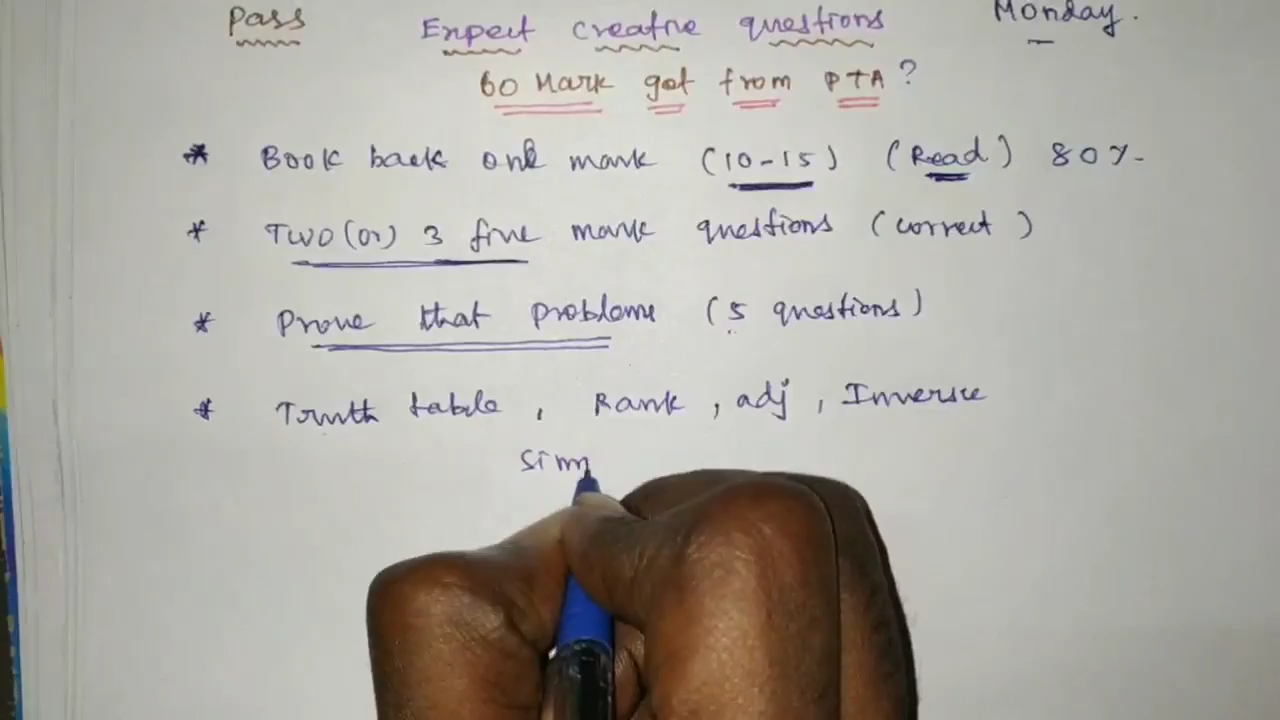 Pass Expect creative questions Monday.
60 Mark got from PTA?
* Book back one mark (10-15) (Read) 80%
* Two (or) 3 five mark questions (correct)
* Prove that problems (5 questions)
* Truth table, Rank, adj, Inverse
sim